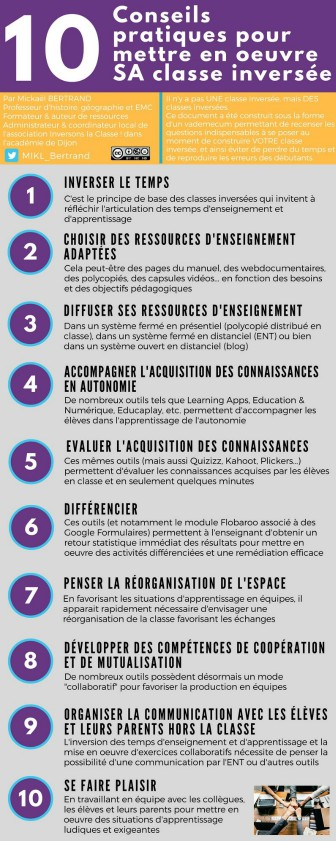 10
Conseils
pratiques pour
mettre en oeuvre
SA classe inversée
Par Mickaël BERTRAND
Professeur d'histoire, géographie et EMC
Formateur & auteur de ressources
Administrateur & coordinateur local de
l'association Inversons la Classe ! dans
l'académie de Dijon
MIKL_Bertrand
Il n'y a pas UNE classe inversée, mais DES
classes inversées.
Ce document a été construit sous la forme
d'un vademecum permettant de recenser les
questions indispensables à se poser au
moment de construire VOTRE classe
inversée, et ainsi éviter de perdre du temps et
de reproduire les erreurs des débutants.
1
INVERSER LE TEMPS
C'est le principe de base des classes inversées qui invitent à
réfléchir l'articulation des temps d'enseignement et
d'apprentissage
2
CHOISIR DES RESSOURCES D'ENSEIGNEMENT
ADAPTÉES
Cela peut-être des pages du manuel, des webdocumentaires,
des polycopiés, des capsules vidéos... en fonction des besoins
et des objectifs pédagogiques
3
DIFFUSER SES RESSOURCES D'ENSEIGNEMENT
Dans un système fermé en présentiel (polycopié distribué en
classe), dans un système fermé en distanciel (ENT) ou bien
dans un système ouvert en distanciel (blog)
4
ACCOMPAGNER L'ACQUISITION DES CONNAISSANCES
EN AUTONOMIE
De nombreux outils tels que Learning Apps, Education &
Numérique, Educaplay, etc. permettent d'accompagner les
élèves dans l'apprentissage de l'autonomie
5
EVALUER L'ACQUISITION DES CONNAISSANCES
Ces mêmes outils (mais aussi Quizizz, Kahoot, Plickers...)
permettent d'évaluer les connaissances acquises par les élèves
en classe et en seulement quelques minutes
6
DIFFÉRENCIER
Ces outils (et notamment le module Flobaroo associé à des
Google Formulaires) permettent à l'enseignant d'obtenir un
retour statistique immédiat des résultats pour mettre en
oeuvre des activités différenciées et une remédiation efficace
7
PENSER LA RÉORGANISATION DE L'ESPACE
En favorisant les situations d'apprentissage en équipes, il
apparait rapidement nécessaire d'envisager une
réorganisation de la classe favorisant les échanges
8
DÉVELOPPER DES COMPÉTENCES DE COOPÉRATION
ET DE MUTUALISATION
De nombreux outils possèdent désormais un mode
"collaboratif" pour favoriser la production en équipes
9
ORGANISER LA COMMUNICATION AVEC LES ÉLÈVES
ET LEURS PARENTS HORS LA CLASSE
L'inversion des temps d'enseignement et d'apprentissage et la
mise en oeuvre d'exercices collaboratifs nécessite de penser la
possibilité d'une communication par l'ENT ou d'autres outils
10
SE FAIRE PLAISIR
En travaillant en équipe avec les collègues,
les élèves et leurs parents pour mettre en
oeuvre des situations d'apprentissage
ludiques et exigeantes